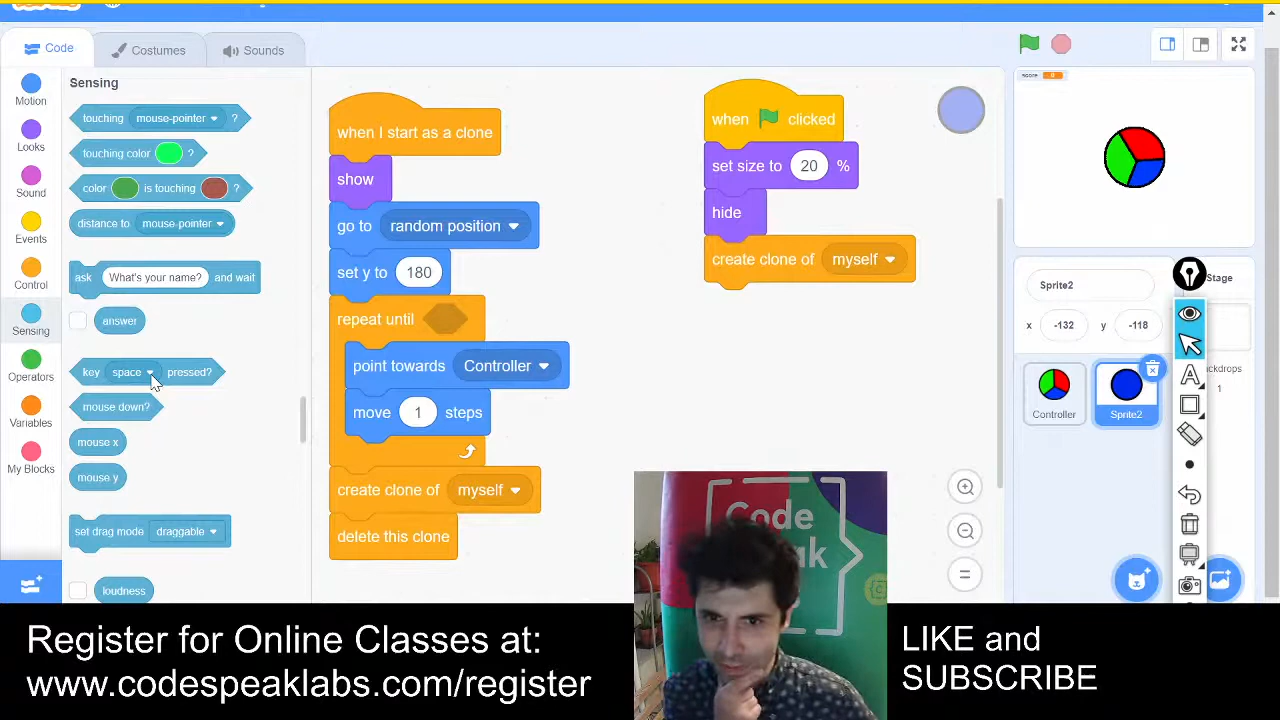 Code
Costumes
Sounds
Motion
Looks
Sound
Events
Control
Sensing
Operators
Variables
My Blocks
Sensing
touching mouse-pointer ?
touching color ?
color is touching ?
distance to mouse-pointer
ask What's your name? and wait
answer
key space pressed?
mouse down?
mouse x
mouse y
set drag mode draggable
loudness
when I start as a clone
show
go to random position
set y to 180
repeat until
point towards Controller
move 1 steps
create clone of myself
delete this clone
when clicked
set size to 20 %
hide
create clone of myself
score 0
Sprite2
Stage
x -132 y -118
Controller
Sprite2
1
A
Code
Register for Online Classes at:
www.codespeaklabs.com/register
LIKE and
SUBSCRIBE